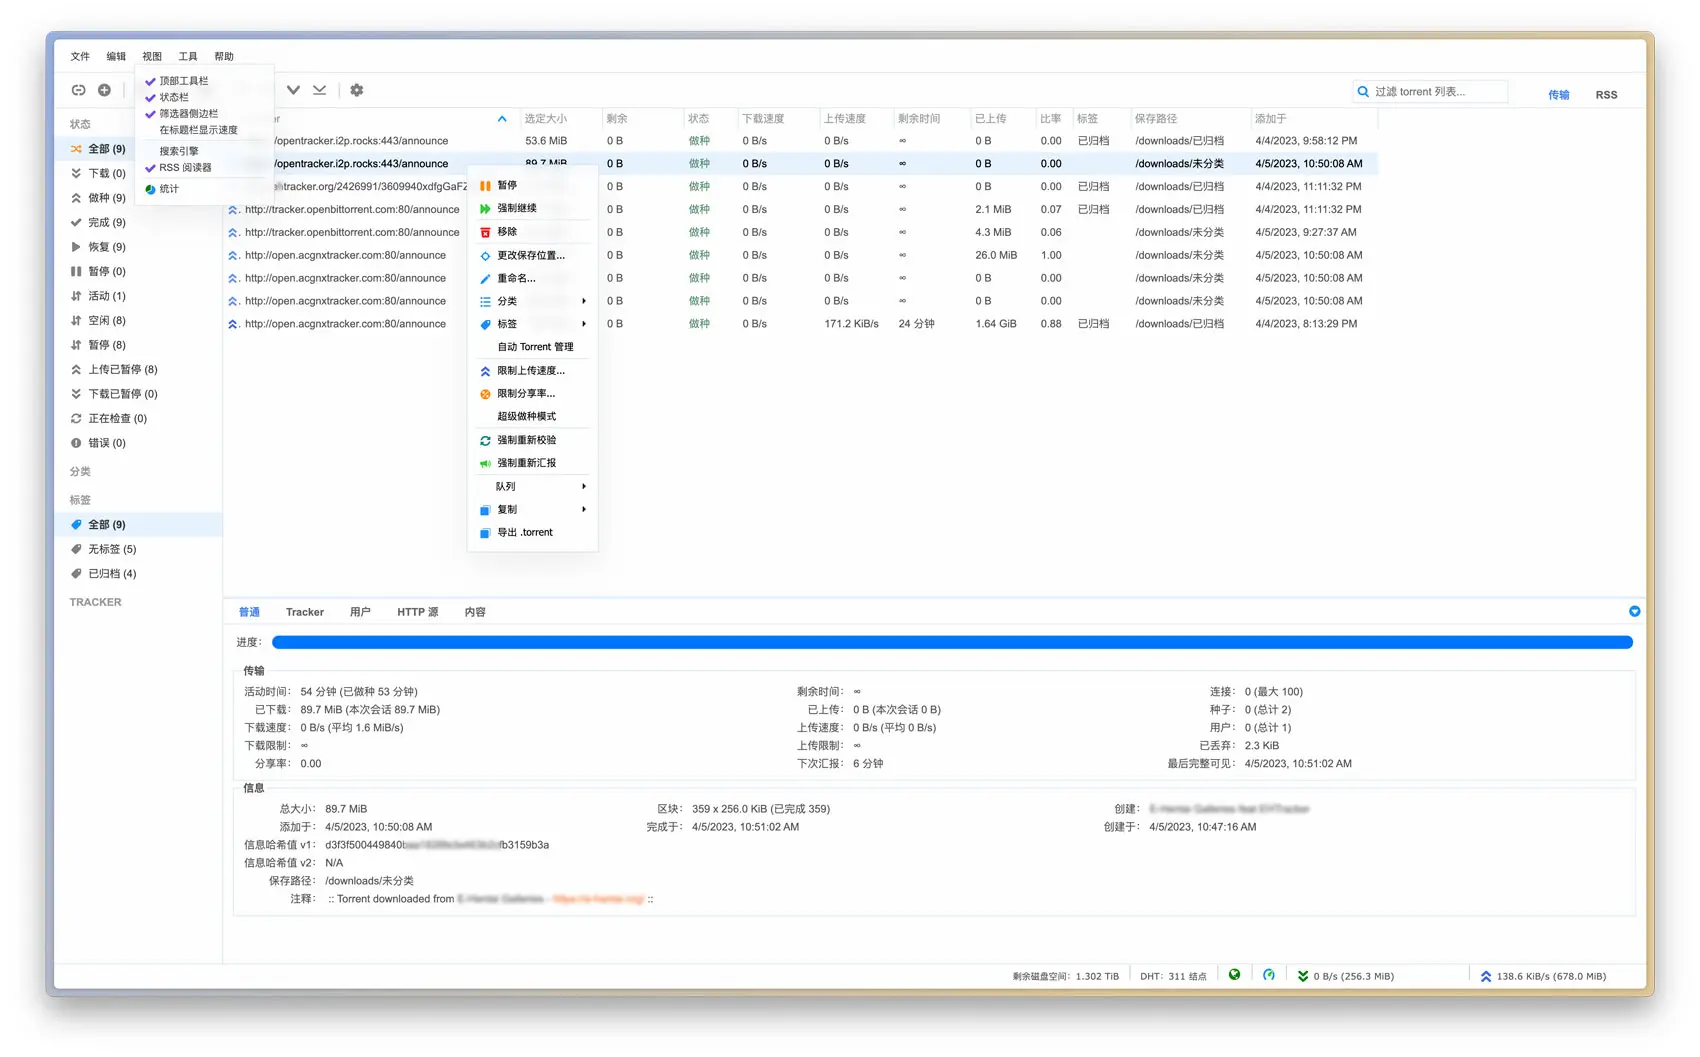 文件 编辑 视图 工具 帮助
顶部工具栏
状态栏
筛选器侧边栏
在标题栏显示速度
搜索引擎
RSS 阅读器
统计
过滤 torrent 列表...
传输 RSS
状态
全部 (9)
下载 (0)
做种 (9)
完成 (9)
恢复 (9)
暂停 (0)
活动 (1)
空闲 (8)
暂停 (8)
上传已暂停 (8)
下载已暂停 (0)
正在检查 (0)
错误 (0)
分类
标签
全部 (9)
无标签 (5)
已归档 (4)
TRACKER
选定大小 剩余 状态 下载速度 上传速度 剩余时间 已上传 比率 标签 保存路径 添加于
/opentracker.i2p.rocks:443/announce 53.6 MiB 0 B 做种 0 B/s 0 B/s ∞ 0 B 0.00 已归档 /downloads/已归档 4/4/2023, 9:58:12 PM
/opentracker.i2p.rocks:443/announce 89.7 MiB 0 B 做种 0 B/s 0 B/s ∞ 0 B 0.00 /downloads/未分类 4/5/2023, 10:50:08 AM
tracker.org/2426991/3609940xdfgGaFZ 0 B 做种 0 B/s 0 B/s ∞ 0 B 0.00 已归档 /downloads/已归档 4/4/2023, 11:11:32 PM
http://tracker.openbittorrent.com:80/announce 0 B 做种 0 B/s 0 B/s ∞ 2.1 MiB 0.07 已归档 /downloads/已归档 4/4/2023, 11:11:32 PM
http://tracker.openbittorrent.com:80/announce 0 B 做种 0 B/s 0 B/s ∞ 4.3 MiB 0.06 /downloads/未分类 4/5/2023, 9:27:37 AM
http://open.acgnxtracker.com:80/announce 0 B 做种 0 B/s 0 B/s ∞ 26.0 MiB 1.00 /downloads/未分类 4/5/2023, 10:50:08 AM
http://open.acgnxtracker.com:80/announce 0 B 做种 0 B/s 0 B/s ∞ 0 B 0.00 /downloads/未分类 4/5/2023, 10:50:08 AM
http://open.acgnxtracker.com:80/announce 0 B 做种 0 B/s 0 B/s ∞ 0 B 0.00 /downloads/未分类 4/5/2023, 10:50:08 AM
http://open.acgnxtracker.com:80/announce 0 B 做种 0 B/s 171.2 KiB/s 24 分钟 1.64 GiB 0.88 已归档 /downloads/已归档 4/4/2023, 8:13:29 PM
暂停
强制继续
移除
更改保存位置...
重命名...
分类
标签
自动 Torrent 管理
限制上传速度...
限制分享率...
超级做种模式
强制重新校验
强制重新汇报
队列
复制
导出 .torrent
普通 Tracker 用户 HTTP 源 内容
进度：
传输
活动时间： 54 分钟 (已做种 53 分钟) 剩余时间： ∞ 连接： 0 (最大 100)
已下载： 89.7 MiB (本次会话 89.7 MiB) 已上传： 0 B (本次会话 0 B) 种子： 0 (总计 2)
下载速度： 0 B/s (平均 1.6 MiB/s) 上传速度： 0 B/s (平均 0 B/s) 用户： 0 (总计 1)
下载限制： ∞ 上传限制： ∞ 已丢弃： 2.3 KiB
分享率： 0.00 下次汇报： 6 分钟 最后完整可见： 4/5/2023, 10:51:02 AM
信息
总大小： 89.7 MiB 区块： 359 x 256.0 KiB (已完成 359) 创建：
添加于： 4/5/2023, 10:50:08 AM 完成于： 4/5/2023, 10:51:02 AM 创建于： 4/5/2023, 10:47:16 AM
信息哈希值 v1： d3f3f500449840 fb3159b3a
信息哈希值 v2： N/A
保存路径： /downloads/未分类
注释： :: Torrent downloaded from ::
剩余磁盘空间： 1.302 TiB DHT： 311 结点 0 B/s (256.3 MiB) 138.6 KiB/s (678.0 MiB)